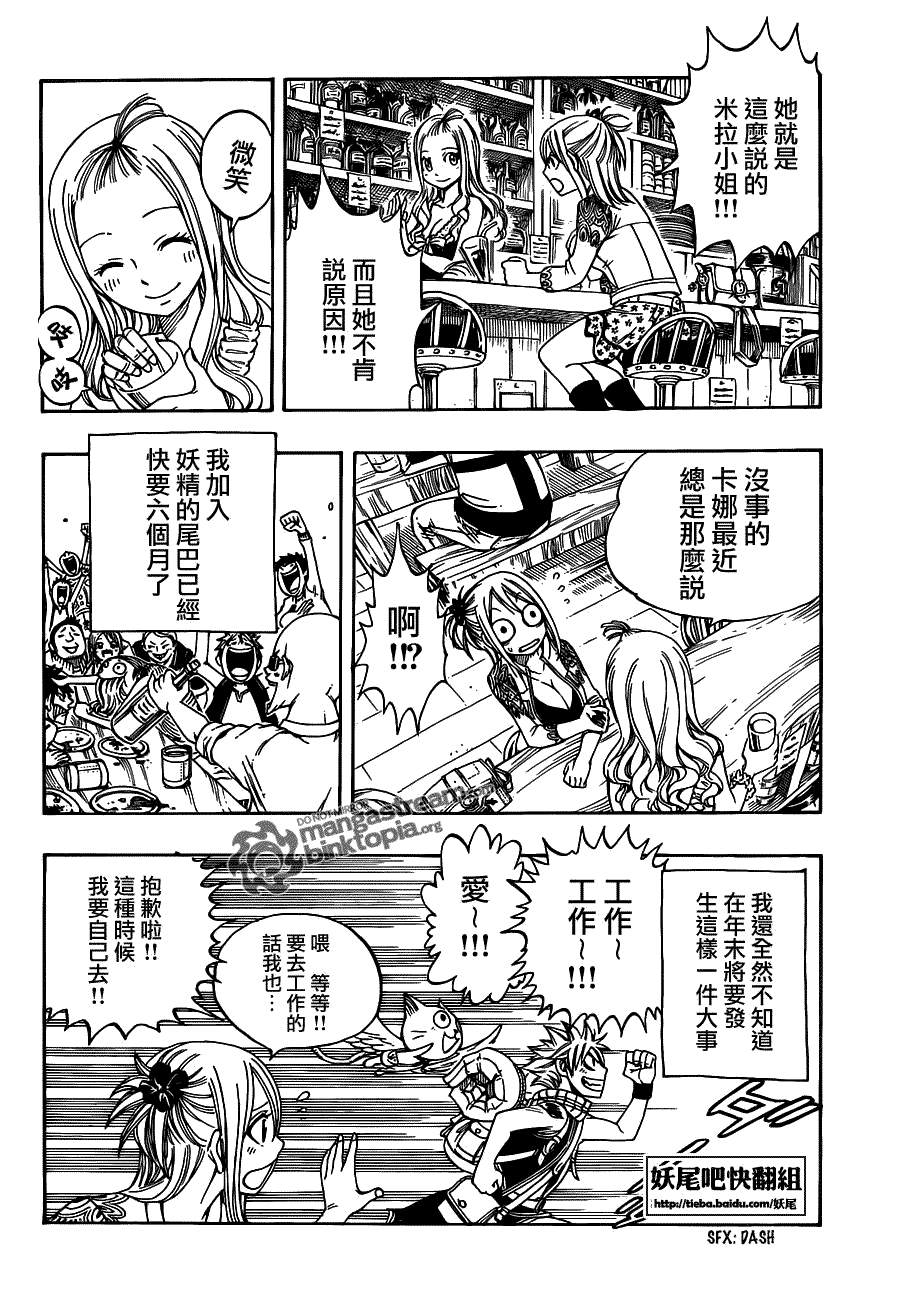 她就是
這麼說的
米拉小姐
!!!
而且她不肯
說原因!!!
微笑
沒事的
卡娜最近
總是那麼說
啊
!!!?
我加入
妖精的尾巴已經
快要六個月了
我還全然不知道
在年末將要發
生這樣一件大事
工作~
工作~!!!
愛~!!!
喂 等等!!
要去工作的
話我也…
抱歉啦!!
這種時候
我要自己去!!
DO NOT MIRROR
mangastream.com
binktopia.org
妖尾吧快翻組
http://tieba.baidu.com/妖尾
SFX: DASH